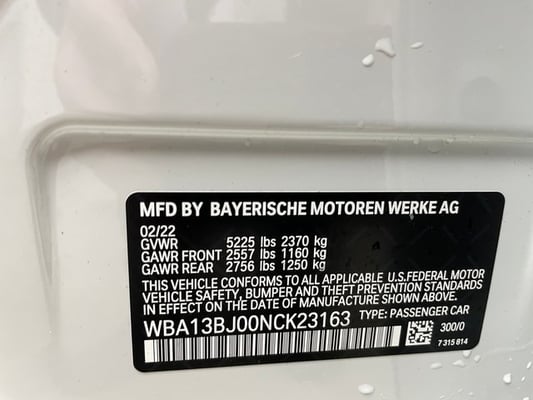 MFD BY BAYERISCHE MOTOREN WERKE AG
02/22
GVWR 5225 lbs 2370 kg
GAWR FRONT 2557 lbs 1160 kg
GAWR REAR 2756 lbs 1250 kg
THIS VEHICLE CONFORMS TO ALL APPLICABLE U.S.FEDERAL MOTOR
VEHICLE SAFETY, BUMPER AND THEFT PREVENTION STANDARDS
IN EFFECT ON THE DATE OF MANUFACTURE SHOWN ABOVE.
WBA13BJ00NCK23163 TYPE: PASSENGER CAR
300/0
7 315 814